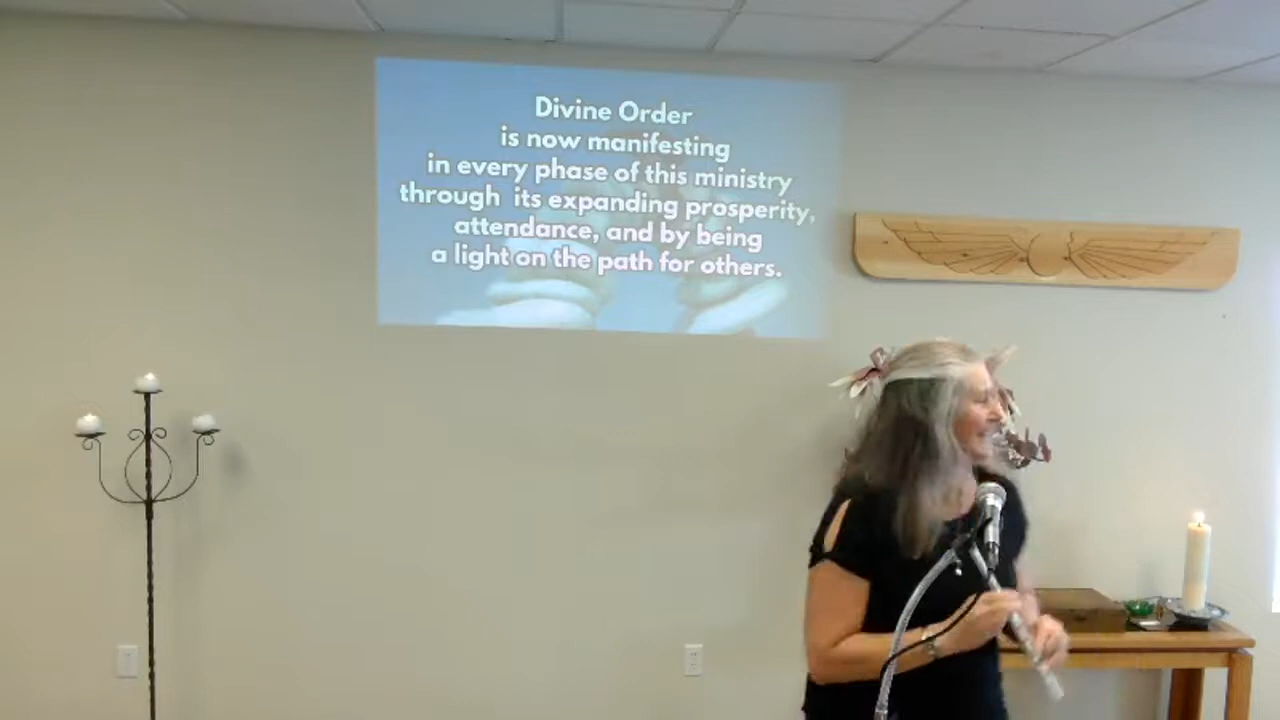 Divine Order
is now manifesting
in every phase of this ministry
through its expanding prosperity,
attendance, and by being
a light on the path for others.